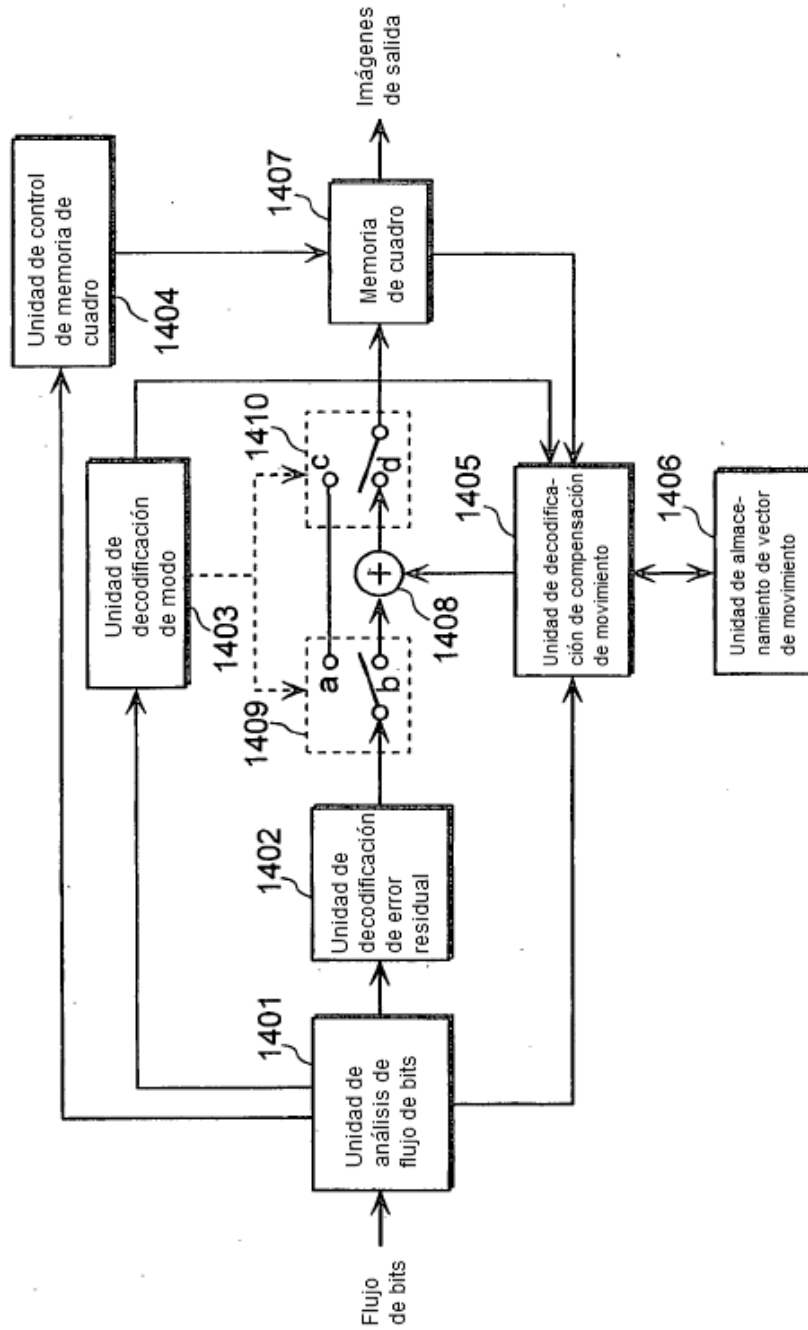 Flujo
de bits
1401
Unidad de
análisis de
flujo de bits
1402
Unidad de
decodificación
de error
residual
Unidad de
decodificación
de modo
1403
Unidad de control
de memoria de
cuadro
1404
1409
a
b
1408
+
1410
c
d
Memoria
de cuadro
1407
Imágenes
de salida
1405
Unidad de decodifica-
ción de compensación
de movimiento
1406
Unidad de almace-
namiento de vector
de movimiento